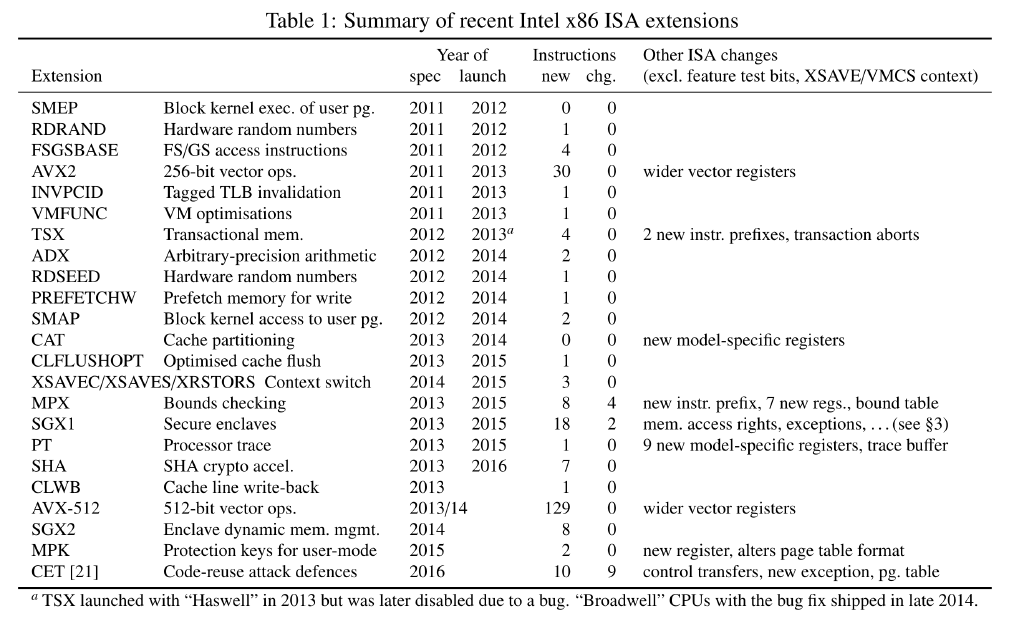 Table 1: Summary of recent Intel x86 ISA extensions
Year of Instructions Other ISA changes
Extension spec launch new chg. (excl. feature test bits, XSAVE/VMCS context)
SMEP Block kernel exec. of user pg. 2011 2012 0 0
RDRAND Hardware random numbers 2011 2012 1 0
FSGSBASE FS/GS access instructions 2011 2012 4 0
AVX2 256-bit vector ops. 2011 2013 30 0 wider vector registers
INVPCID Tagged TLB invalidation 2011 2013 1 0
VMFUNC VM optimisations 2011 2013 1 0
TSX Transactional mem. 2012 2013a 4 0 2 new instr. prefixes, transaction aborts
ADX Arbitrary-precision arithmetic 2012 2014 2 0
RDSEED Hardware random numbers 2012 2014 1 0
PREFETCHW Prefetch memory for write 2012 2014 1 0
SMAP Block kernel access to user pg. 2012 2014 2 0
CAT Cache partitioning 2013 2014 0 0 new model-specific registers
CLFLUSHOPT Optimised cache flush 2013 2015 1 0
XSAVEC/XSAVES/XRSTORS Context switch 2014 2015 3 0
MPX Bounds checking 2013 2015 8 4 new instr. prefix, 7 new regs., bound table
SGX1 Secure enclaves 2013 2015 18 2 mem. access rights, exceptions, ... (see §3)
PT Processor trace 2013 2015 1 0 9 new model-specific registers, trace buffer
SHA SHA crypto accel. 2013 2016 7 0
CLWB Cache line write-back 2013 1 0
AVX-512 512-bit vector ops. 2013/14 129 0 wider vector registers
SGX2 Enclave dynamic mem. mgmt. 2014 8 0
MPK Protection keys for user-mode 2015 2 0 new register, alters page table format
CET [21] Code-reuse attack defences 2016 10 9 control transfers, new exception, pg. table
a TSX launched with “Haswell” in 2013 but was later disabled due to a bug. “Broadwell” CPUs with the bug fix shipped in late 2014.